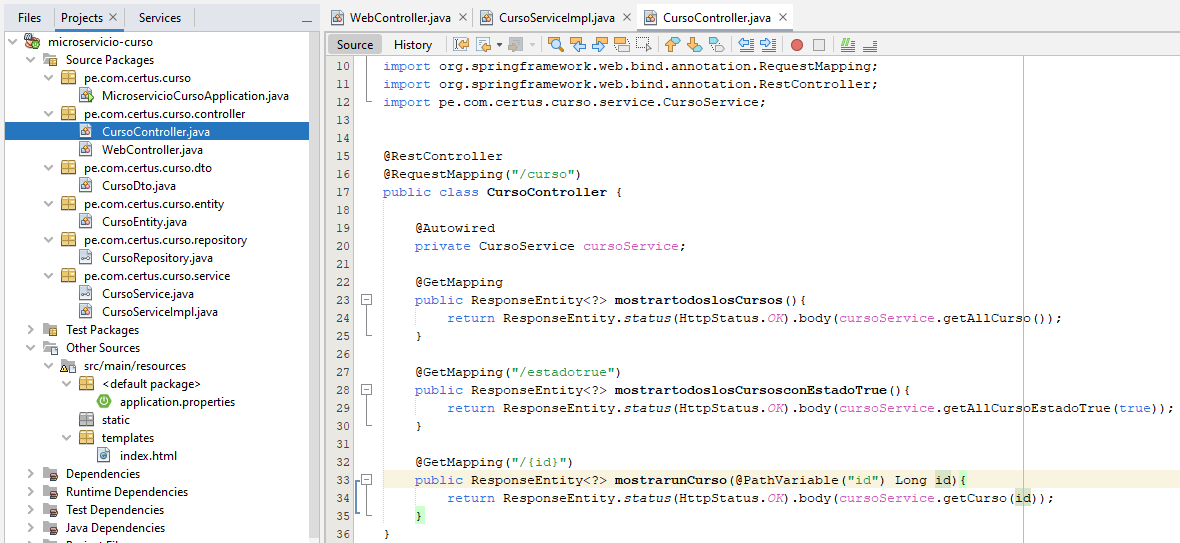 Files Projects Services
microservicio-curso
Source Packages
pe.com.certus.curso
MicroservicioCursoApplication.java
pe.com.certus.curso.controller
CursoController.java
WebController.java
pe.com.certus.curso.dto
CursoDto.java
pe.com.certus.curso.entity
CursoEntity.java
pe.com.certus.curso.repository
CursoRepository.java
pe.com.certus.curso.service
CursoService.java
CursoServiceImpl.java
Test Packages
Other Sources
src/main/resources
<default package>
application.properties
static
templates
index.html
Dependencies
Runtime Dependencies
Test Dependencies
Java Dependencies
WebController.java CursoServiceImpl.java CursoController.java
Source History
10 import org.springframework.web.bind.annotation.RequestMapping;
11 import org.springframework.web.bind.annotation.RestController;
12 import pe.com.certus.curso.service.CursoService;
13
14
15 @RestController
16 @RequestMapping("/curso")
17 public class CursoController {
18
19 @Autowired
20 private CursoService cursoService;
21
22 @GetMapping
23 public ResponseEntity<?> mostrartodoslosCursos(){
24 return ResponseEntity.status(HttpStatus.OK).body(cursoService.getAllCurso());
25 }
26
27 @GetMapping("/estadotrue")
28 public ResponseEntity<?> mostrartodoslosCursosconEstadoTrue(){
29 return ResponseEntity.status(HttpStatus.OK).body(cursoService.getAllCursoEstadoTrue(true));
30 }
31
32 @GetMapping("/{id}")
33 public ResponseEntity<?> mostrarunCurso(@PathVariable("id") Long id){
34 return ResponseEntity.status(HttpStatus.OK).body(cursoService.getCurso(id));
35 }
36 }